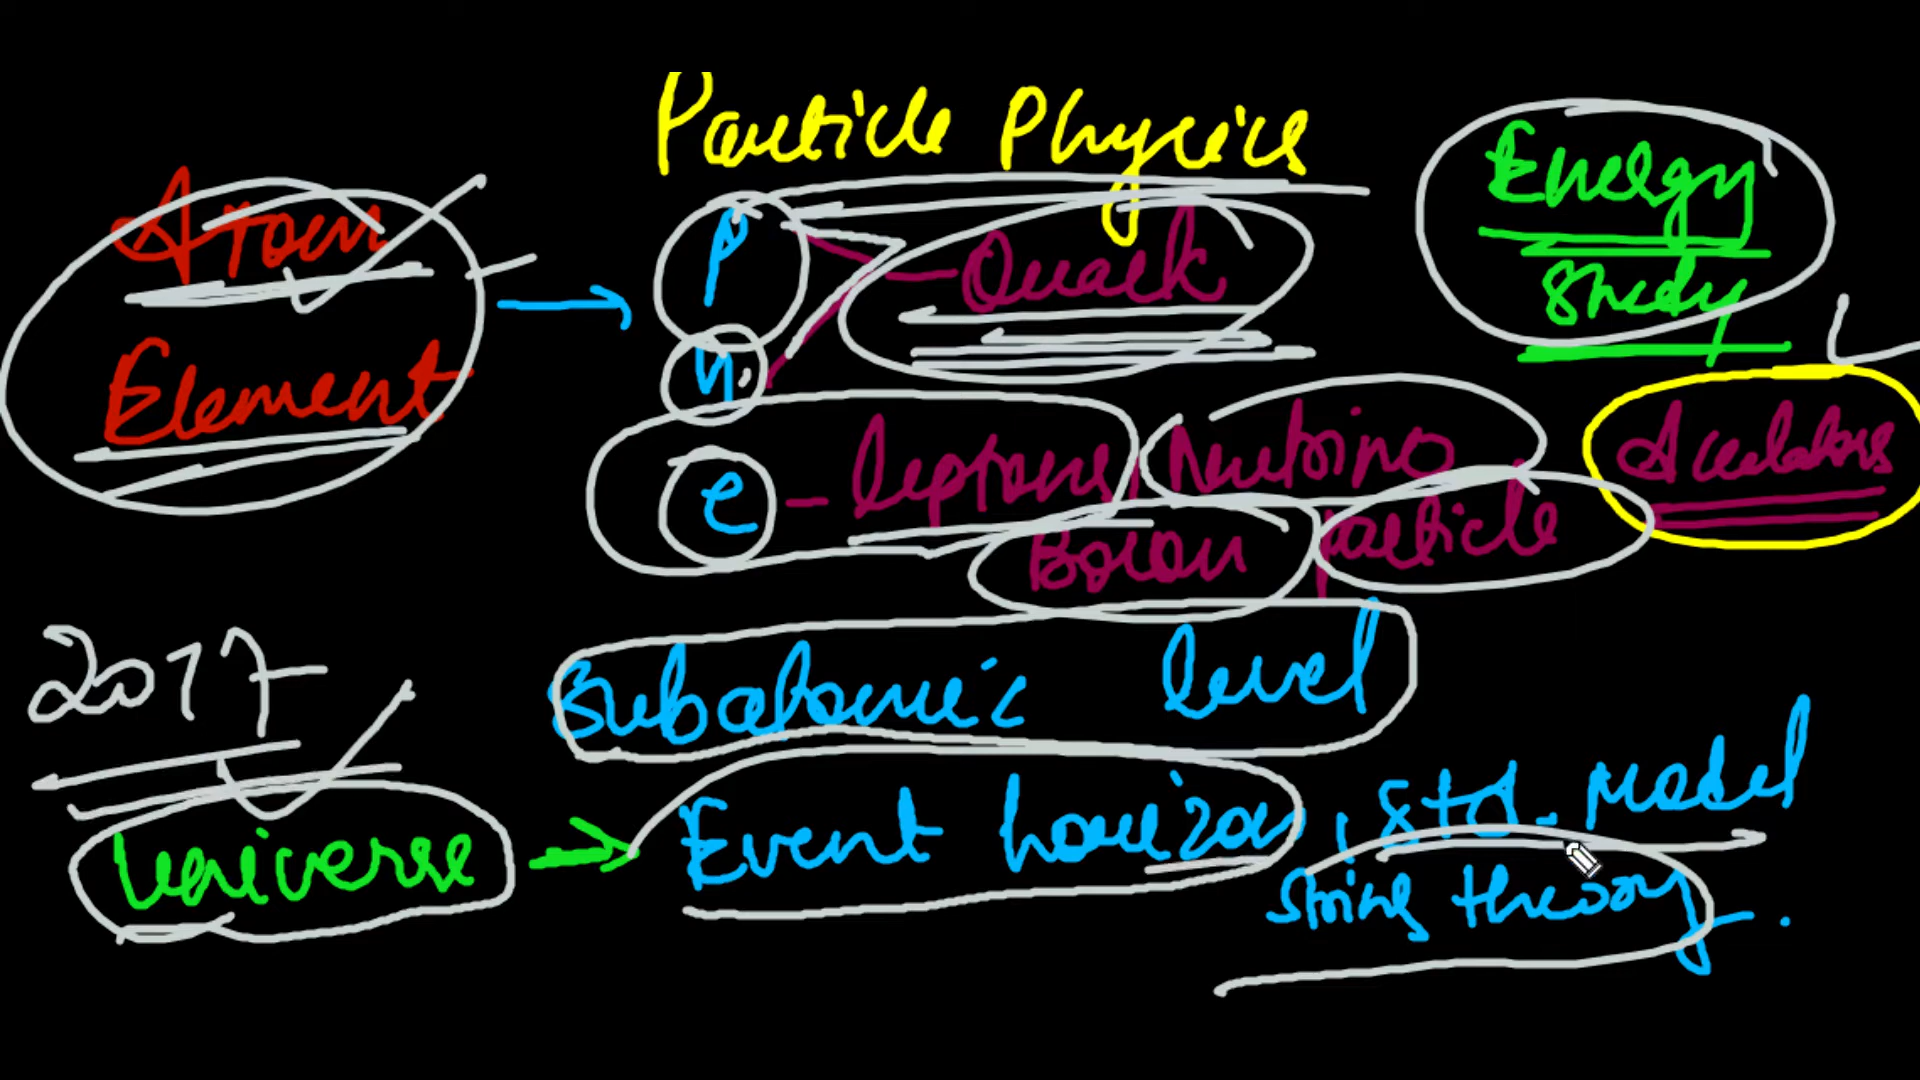 Particle Physics
Atom
Element
p
n
e
Quark
Energy
Study
leptons, Neutrino
Boson particle
2017
Subatomic level
Universe
Event horizon, Std. Model
String theory.